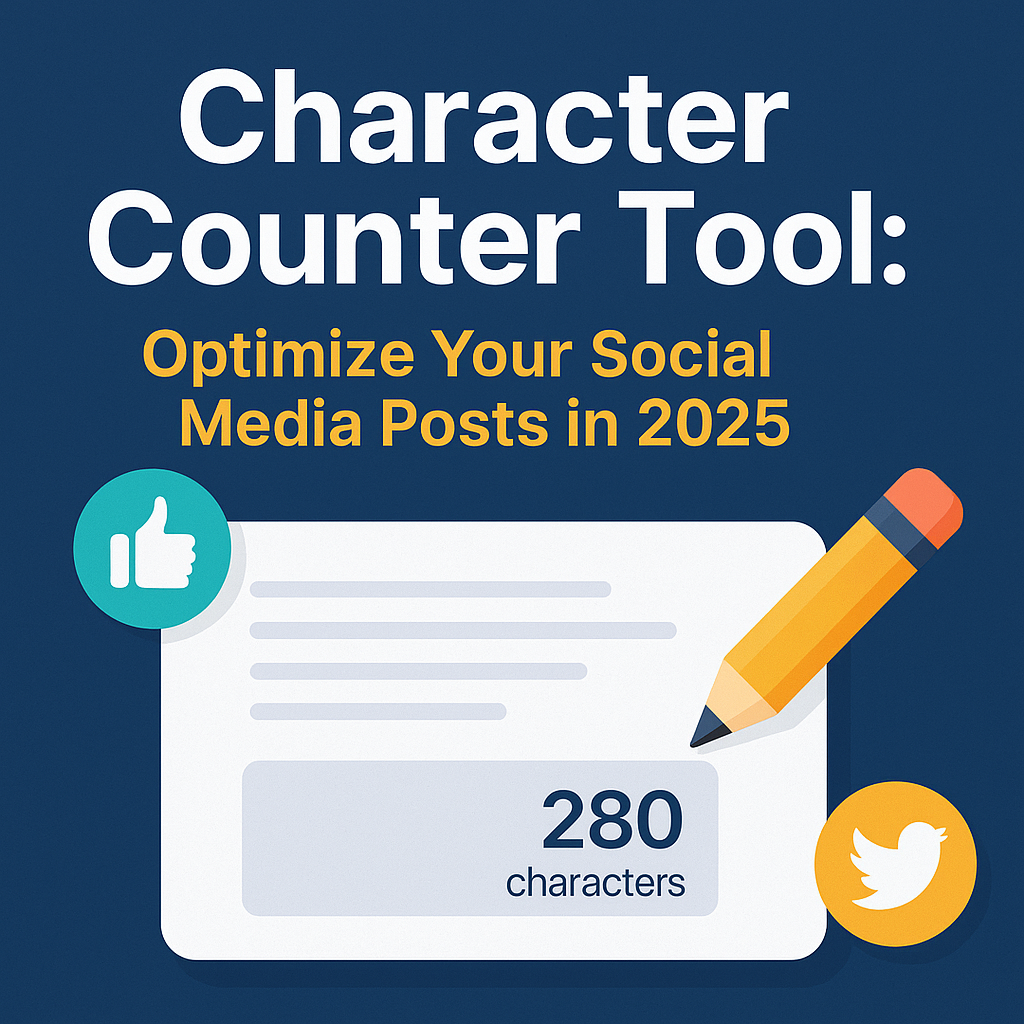 Character
Counter Tool:
Optimize Your Social
Media Posts in 2025
280
characters